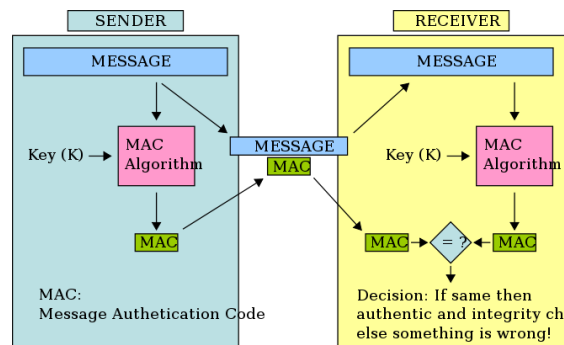 SENDER
RECEIVER
MESSAGE
MESSAGE
Key (K)
MAC
Algorithm
MESSAGE
MAC
Key (K)
MAC
Algorithm
MAC
MAC
= ?
MAC
MAC:
Message Authetication Code
Decision: If same then
authentic and integrity ch
else something is wrong!